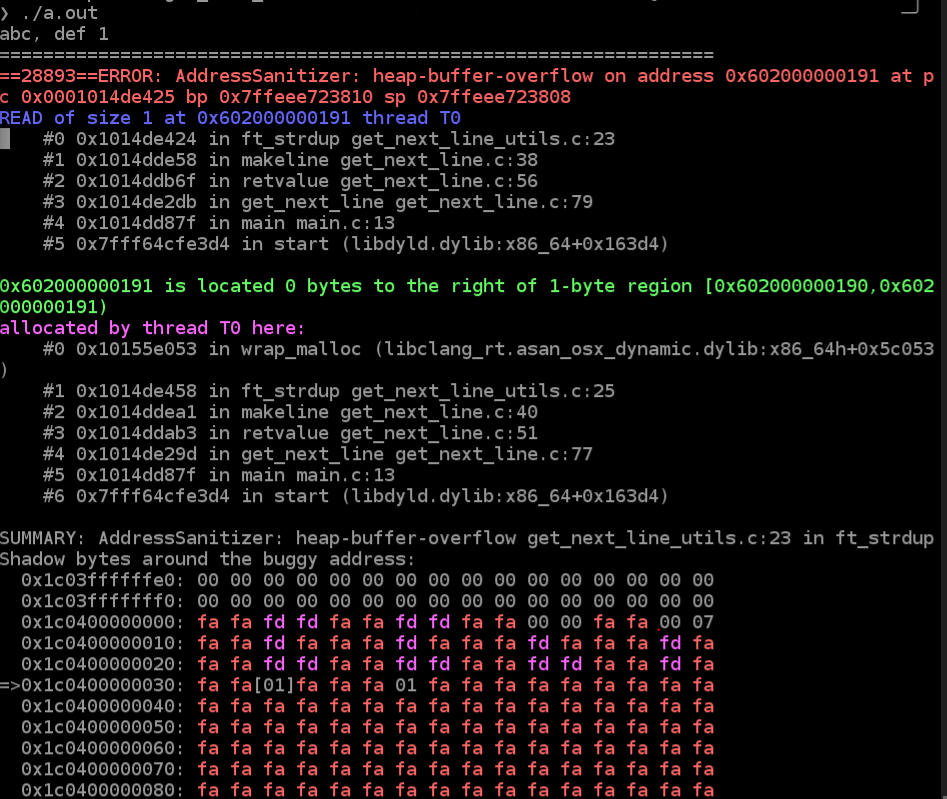 ❯ ./a.out
abc, def 1
=================================================================
==28893==ERROR: AddressSanitizer: heap-buffer-overflow on address 0x602000000191 at p
c 0x0001014de425 bp 0x7ffeee723810 sp 0x7ffeee723808
READ of size 1 at 0x602000000191 thread T0
    #0 0x1014de424 in ft_strdup get_next_line_utils.c:23
    #1 0x1014dde58 in makeline get_next_line.c:38
    #2 0x1014ddb6f in retvalue get_next_line.c:56
    #3 0x1014de2db in get_next_line get_next_line.c:79
    #4 0x1014dd87f in main main.c:13
    #5 0x7fff64cfe3d4 in start (libdyld.dylib:x86_64+0x163d4)

0x602000000191 is located 0 bytes to the right of 1-byte region [0x602000000190,0x602
000000191)
allocated by thread T0 here:
    #0 0x10155e053 in wrap_malloc (libclang_rt.asan_osx_dynamic.dylib:x86_64h+0x5c053
)
    #1 0x1014de458 in ft_strdup get_next_line_utils.c:25
    #2 0x1014ddea1 in makeline get_next_line.c:40
    #3 0x1014ddab3 in retvalue get_next_line.c:51
    #4 0x1014de29d in get_next_line get_next_line.c:77
    #5 0x1014dd87f in main main.c:13
    #6 0x7fff64cfe3d4 in start (libdyld.dylib:x86_64+0x163d4)

SUMMARY: AddressSanitizer: heap-buffer-overflow get_next_line_utils.c:23 in ft_strdup
Shadow bytes around the buggy address:
  0x1c03ffffffe0: 00 00 00 00 00 00 00 00 00 00 00 00 00 00 00 00
  0x1c03fffffff0: 00 00 00 00 00 00 00 00 00 00 00 00 00 00 00 00
  0x1c0400000000: fa fa fd fd fa fa fd fd fa fa 00 00 fa fa 00 07
  0x1c0400000010: fa fa fd fa fa fa fd fa fa fa fd fa fa fa fd fa
  0x1c0400000020: fa fa fd fd fa fa fd fd fa fa fd fd fa fa fd fa
=>0x1c0400000030: fa fa[01]fa fa fa 01 fa fa fa fa fa fa fa fa fa
  0x1c0400000040: fa fa fa fa fa fa fa fa fa fa fa fa fa fa fa fa
  0x1c0400000050: fa fa fa fa fa fa fa fa fa fa fa fa fa fa fa fa
  0x1c0400000060: fa fa fa fa fa fa fa fa fa fa fa fa fa fa fa fa
  0x1c0400000070: fa fa fa fa fa fa fa fa fa fa fa fa fa fa fa fa
  0x1c0400000080: fa fa fa fa fa fa fa fa fa fa fa fa fa fa fa fa